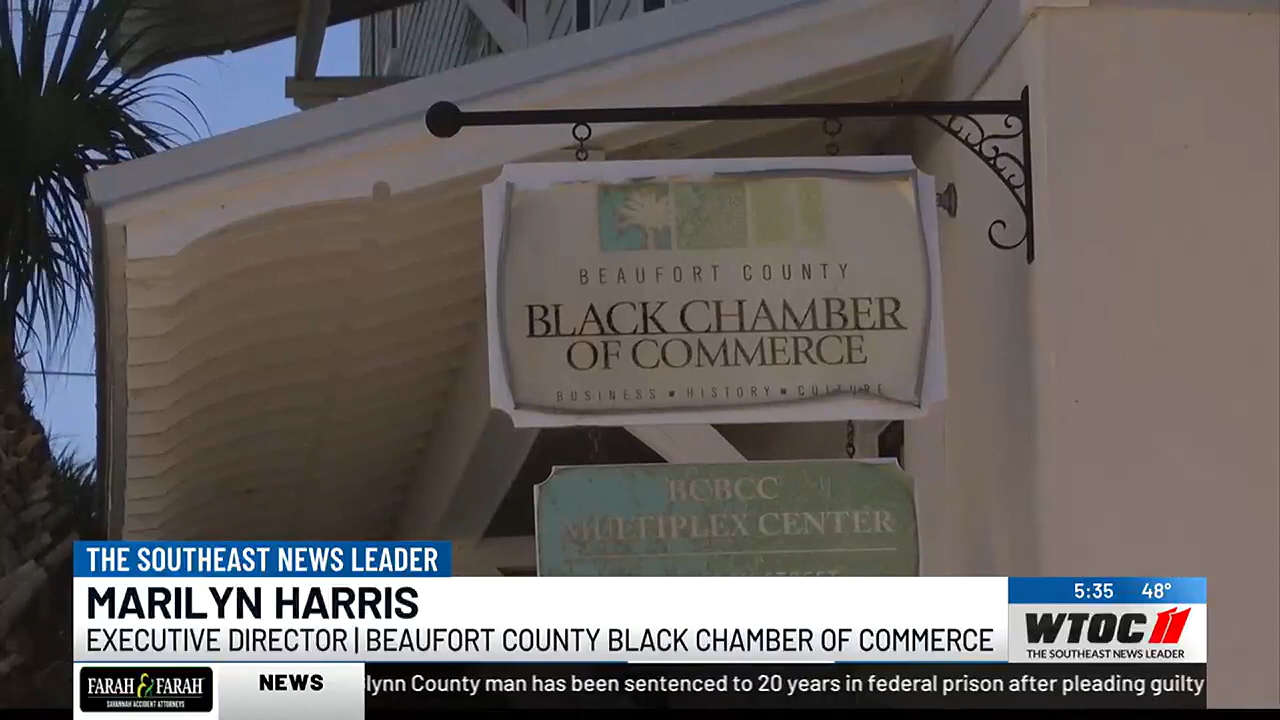 BEAUFORT COUNTY
BLACK CHAMBER
OF COMMERCE
BUSINESS ▪ HISTORY ▪ CULTURE
BCBCC
MULTIPLEX CENTER
STREET
THE SOUTHEAST NEWS LEADER
MARILYN HARRIS
EXECUTIVE DIRECTOR | BEAUFORT COUNTY BLACK CHAMBER OF COMMERCE
5:35 48°
WTOC 11
THE SOUTHEAST NEWS LEADER
FARAH & FARAH
SAVANNAH ACCIDENT ATTORNEYS
NEWS
lynn County man has been sentenced to 20 years in federal prison after pleading guilty